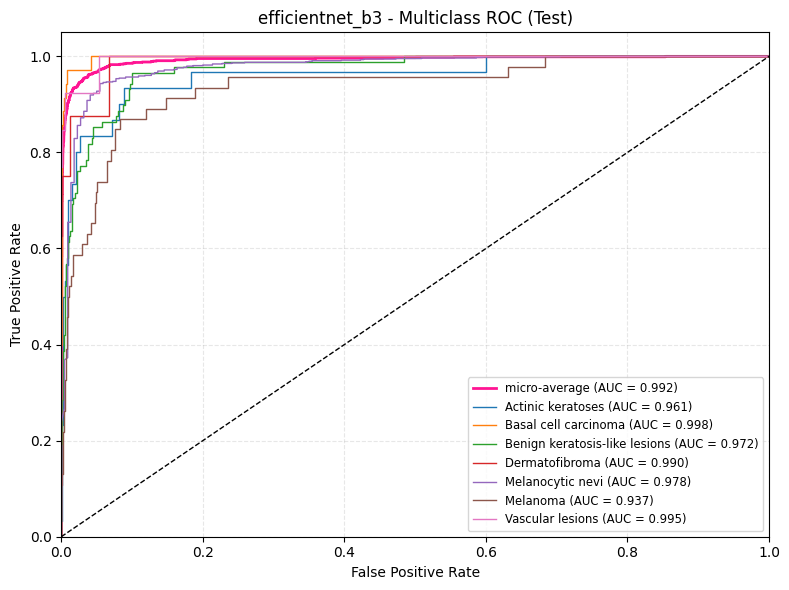 efficientnet_b3 - Multiclass ROC (Test)
True Positive Rate
1.0
0.8
0.6
0.4
0.2
0.0
micro-average (AUC = 0.992)
Actinic keratoses (AUC = 0.961)
Basal cell carcinoma (AUC = 0.998)
Benign keratosis-like lesions (AUC = 0.972)
Dermatofibroma (AUC = 0.990)
Melanocytic nevi (AUC = 0.978)
Melanoma (AUC = 0.937)
Vascular lesions (AUC = 0.995)
0.0 0.2 0.4 0.6 0.8 1.0
False Positive Rate